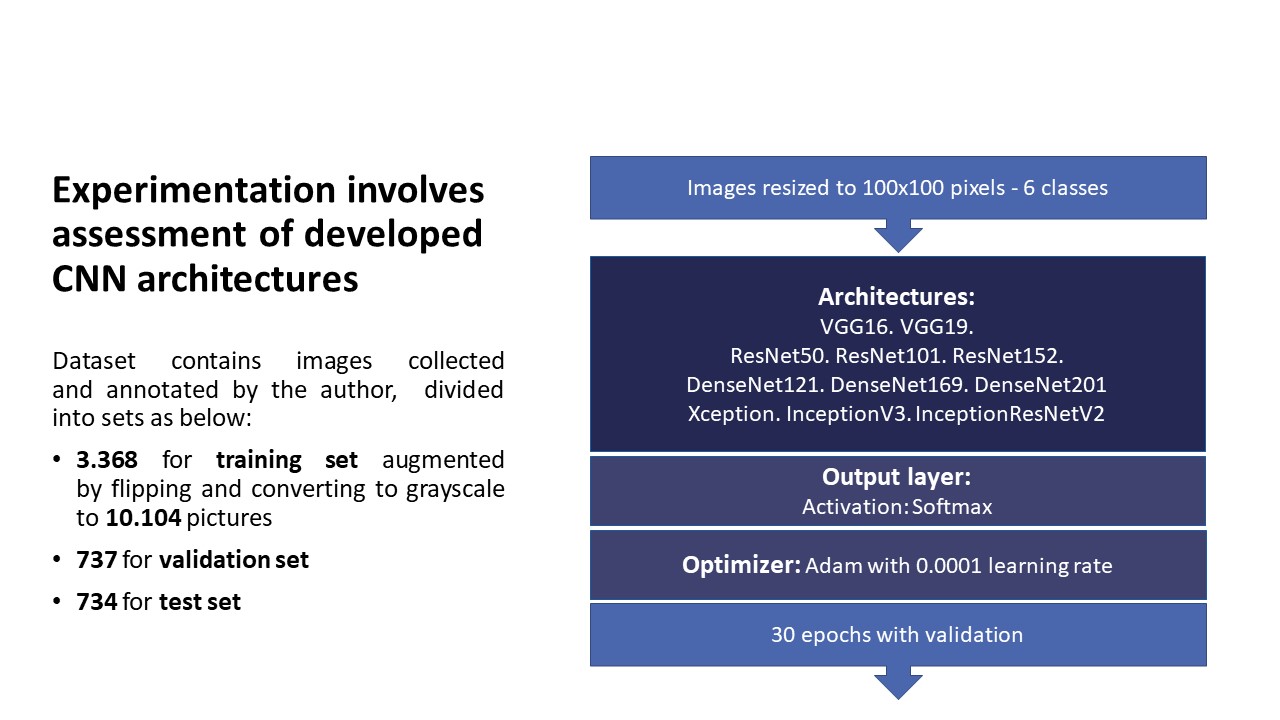 Experimentation involves
assessment of developed
CNN architectures
Dataset contains images collected
and annotated by the author, divided
into sets as below:
• 3.368 for training set augmented
by flipping and converting to grayscale
to 10.104 pictures
• 737 for validation set
• 734 for test set
Images resized to 100x100 pixels - 6 classes
Architectures:
VGG16. VGG19.
ResNet50. ResNet101. ResNet152.
DenseNet121. DenseNet169. DenseNet201
Xception. InceptionV3. InceptionResNetV2
Output layer:
Activation: Softmax
Optimizer: Adam with 0.0001 learning rate
30 epochs with validation